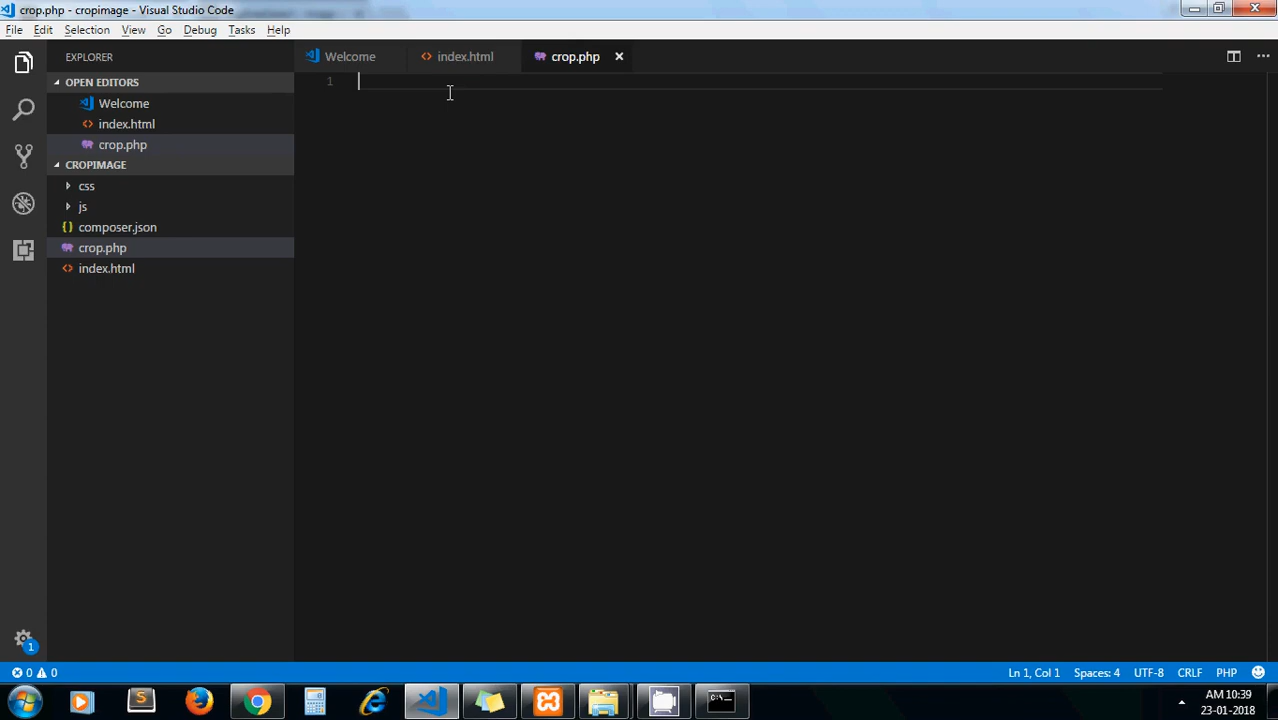 crop.php - cropimage - Visual Studio Code
File Edit Selection View Go Debug Tasks Help
EXPLORER
OPEN EDITORS
Welcome
index.html
crop.php
CROPIMAGE
css
js
composer.json
crop.php
index.html
Welcome index.html crop.php
1
1
0 0 Ln 1, Col 1 Spaces: 4 UTF-8 CRLF PHP
AM 10:39
23-01-2018